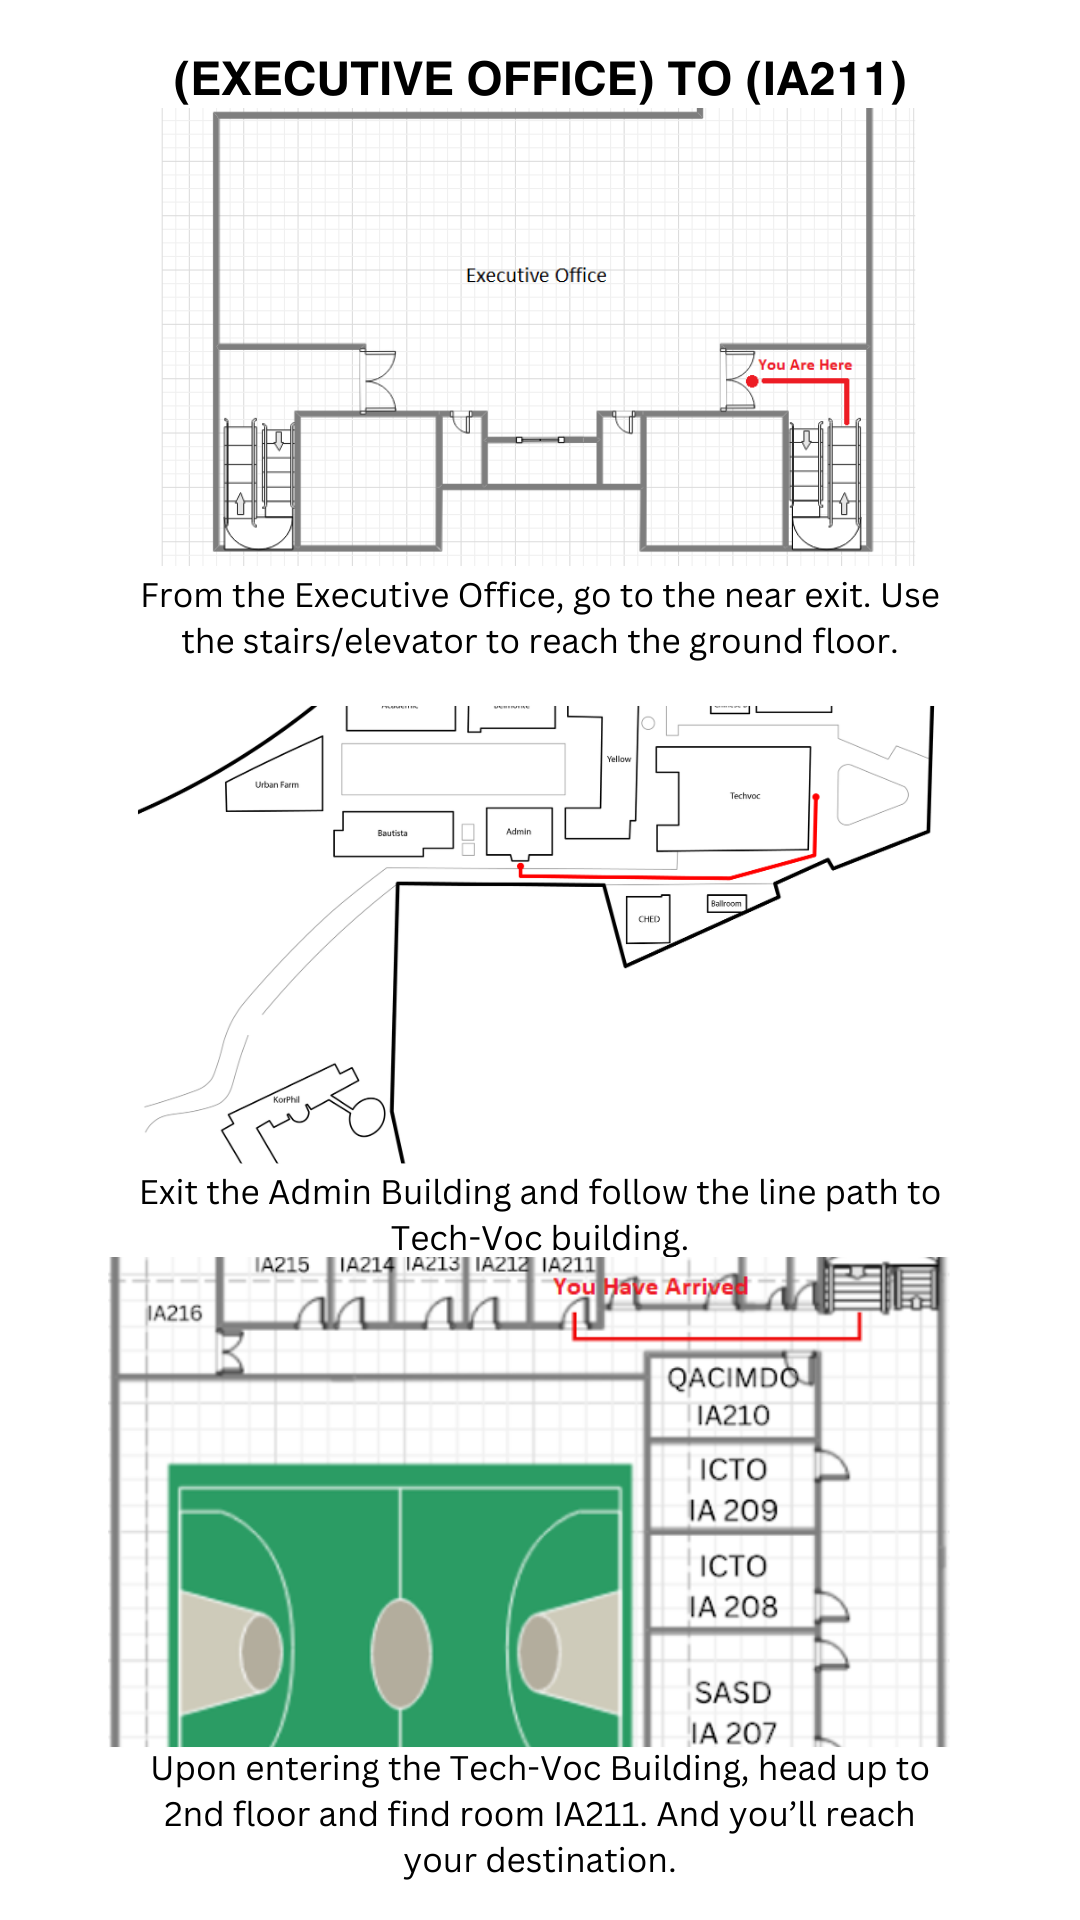 (EXECUTIVE OFFICE) TO (IA211)
Executive Office
You Are Here
From the Executive Office, go to the near exit. Use
the stairs/elevator to reach the ground floor.
Academic
Belmonte
Yellow
Urban Farm
Techvoc
Bautista
Admin
CHED
Ballroom
KorPhil
Exit the Admin Building and follow the line path to
Tech-Voc building.
IA215
IA214
IA213
IA212
IA211
You Have Arrived
IA216
QACIMDO
IA210
ICTO
IA 209
ICTO
IA 208
SASD
IA 207
Upon entering the Tech-Voc Building, head up to
2nd floor and find room IA211. And you’ll reach
your destination.